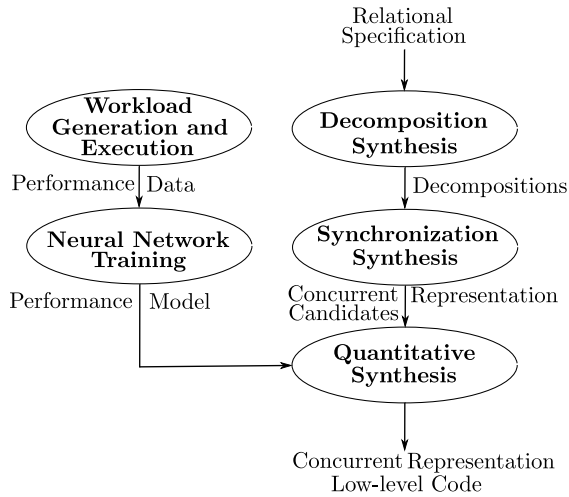 Relational
Specification
Workload
Generation and
Execution
Decomposition
Synthesis
Performance Data
Decompositions
Neural Network
Training
Synchronization
Synthesis
Performance Model
Concurrent Representation
Candidates
Quantitative
Synthesis
Concurrent Representation
Low-level Code